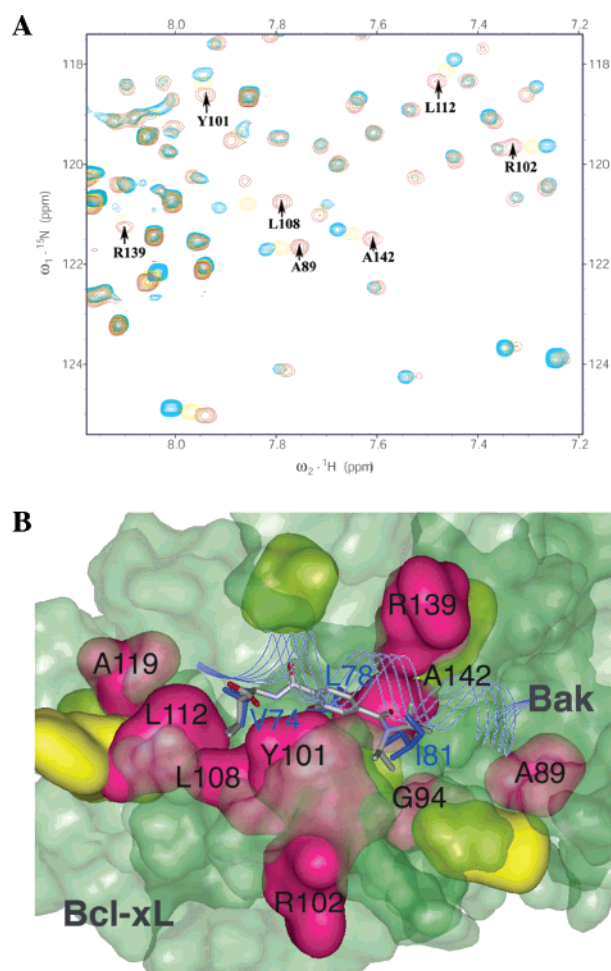 A
8.0 7.8 7.6 7.4 7.2
118 118
Y101
L112
120 120
R102
L108
R139
A89
A142
122 122
124 124
8.0 7.8 7.6 7.4 7.2
ω1 - 15N (ppm)
ω2 - 1H (ppm)
B
R139
A119
L78
A142
L112
V74
Bak
Y101
I81
L108
A89
G94
R102
Bcl-xL